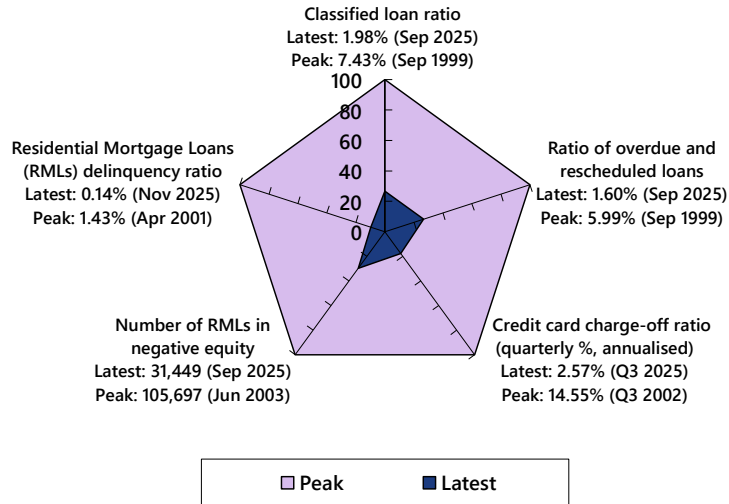 Classified loan ratio
Latest: 1.98% (Sep 2025)
Peak: 7.43% (Sep 1999)
100
80
60
40
20
0
Residential Mortgage Loans
(RMLs) delinquency ratio
Latest: 0.14% (Nov 2025)
Peak: 1.43% (Apr 2001)
Ratio of overdue and
rescheduled loans
Latest: 1.60% (Sep 2025)
Peak: 5.99% (Sep 1999)
Number of RMLs in
negative equity
Latest: 31,449 (Sep 2025)
Peak: 105,697 (Jun 2003)
Credit card charge-off ratio
(quarterly %, annualised)
Latest: 2.57% (Q3 2025)
Peak: 14.55% (Q3 2002)
Peak
Latest